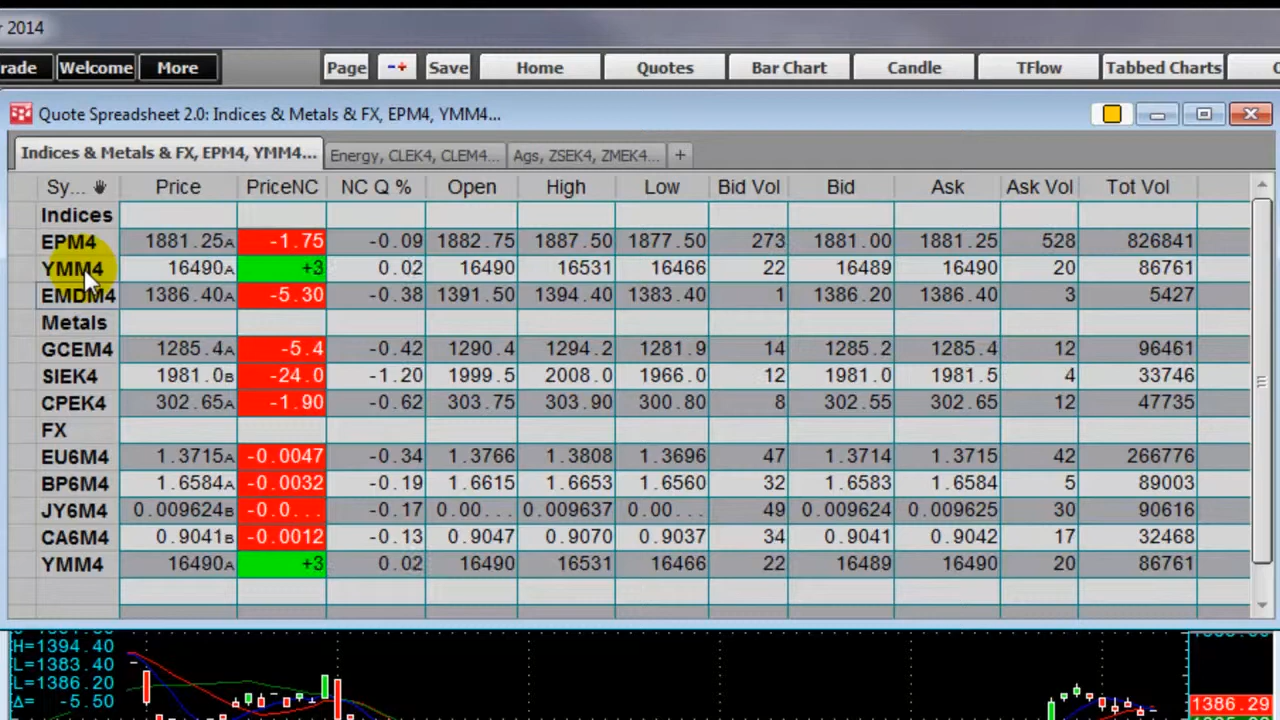 r 2014
rade Welcome More Page -+ Save Home Quotes Bar Chart Candle TFlow Tabbed Charts
Quote Spreadsheet 2.0: Indices & Metals & FX, EPM4, YMM4...
Indices & Metals & FX, EPM4, YMM4... Energy, CLEK4, CLEM4... Ags, ZSEK4, ZMEK4... +
Sy... Price PriceNC NC Q % Open High Low Bid Vol Bid Ask Ask Vol Tot Vol
Indices
EPM4 1881.25A -1.75 -0.09 1882.75 1887.50 1877.50 273 1881.00 1881.25 528 826841
YMM4 16490A +3 0.02 16490 16531 16466 22 16489 16490 20 86761
EMDM4 1386.40A -5.30 -0.38 1391.50 1394.40 1383.40 1 1386.20 1386.40 3 5427
Metals
GCEM4 1285.4A -5.4 -0.42 1290.4 1294.2 1281.9 14 1285.2 1285.4 12 96461
SIEK4 1981.0B -24.0 -1.20 1999.5 2008.0 1966.0 12 1981.0 1981.5 4 33746
CPEK4 302.65A -1.90 -0.62 303.75 303.90 300.80 8 302.55 302.65 12 47735
FX
EU6M4 1.3715A -0.0047 -0.34 1.3766 1.3808 1.3696 47 1.3714 1.3715 42 266776
BP6M4 1.6584A -0.0032 -0.19 1.6615 1.6653 1.6560 32 1.6583 1.6584 5 89003
JY6M4 0.009624B -0.0... -0.17 0.00... 0.009637 0.00... 49 0.009624 0.009625 30 90616
CA6M4 0.9041B -0.0012 -0.13 0.9047 0.9070 0.9037 34 0.9041 0.9042 17 32468
YMM4 16490A +3 0.02 16490 16531 16466 22 16489 16490 20 86761
H=1394.40
L=1383.40
L=1386.20
Δ= -5.50
1386.29